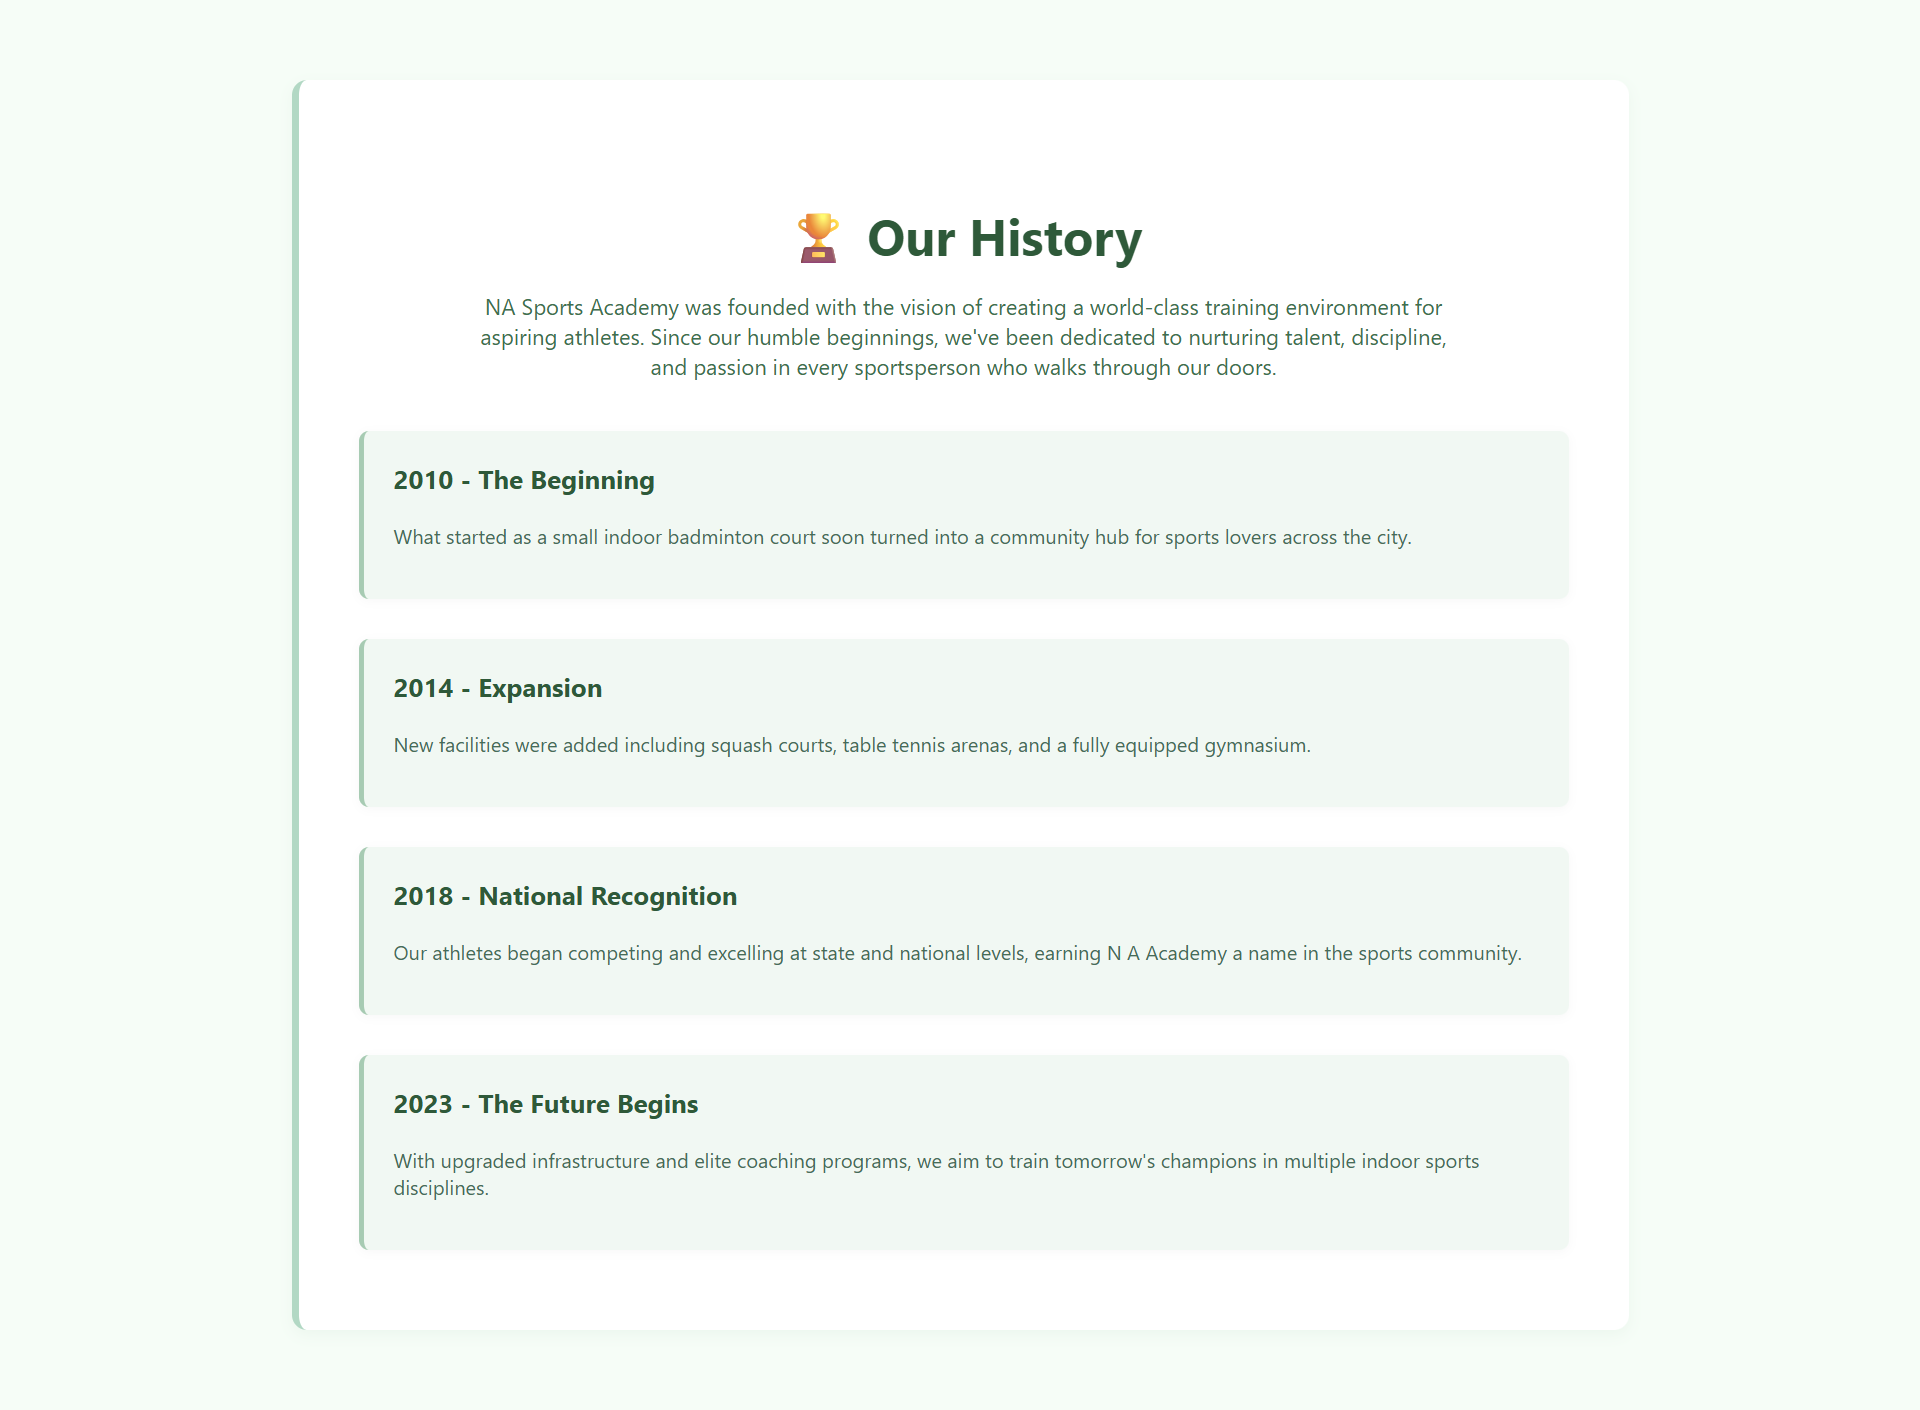 Our History
NA Sports Academy was founded with the vision of creating a world-class training environment for
aspiring athletes. Since our humble beginnings, we've been dedicated to nurturing talent, discipline,
and passion in every sportsperson who walks through our doors.
2010 - The Beginning
What started as a small indoor badminton court soon turned into a community hub for sports lovers across the city.
2014 - Expansion
New facilities were added including squash courts, table tennis arenas, and a fully equipped gymnasium.
2018 - National Recognition
Our athletes began competing and excelling at state and national levels, earning N A Academy a name in the sports community.
2023 - The Future Begins
With upgraded infrastructure and elite coaching programs, we aim to train tomorrow's champions in multiple indoor sports
disciplines.